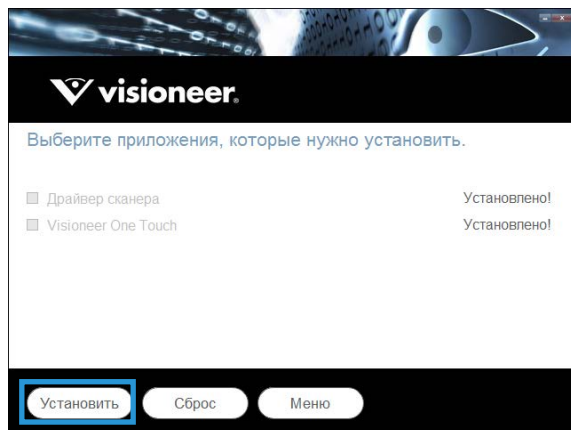 visioneer®
Выберите приложения, которые нужно установить.
Драйвер сканера Установлено!
Visioneer One Touch Установлено!
Установить Сброс Меню